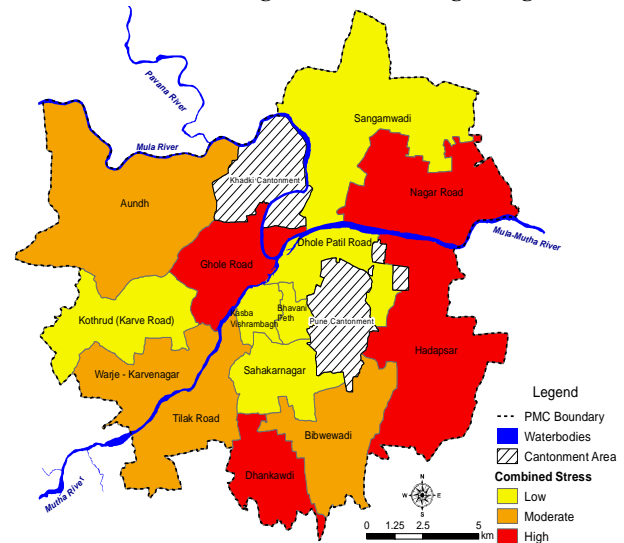 Pavana River
Sangamwadi
Mula River
Khadki Cantonment
Nagar Road
Aundh
Mula-Mutha River
Dhole Patil Road
Ghole Road
Kasba
Vishrambagh
Bhavani
Peth
Kothrud (Karve Road)
Pune Cantonment
Hadapsar
Warje - Karvenagar
Sahakarnagar
Tilak Road
Bibwewadi
Dhankawdi
Mutha River
Legend
PMC Boundary
Waterbodies
Cantonment Area
Combined Stress
Low
Moderate
High
N
W E
S
0 1.25 2.5 5
km